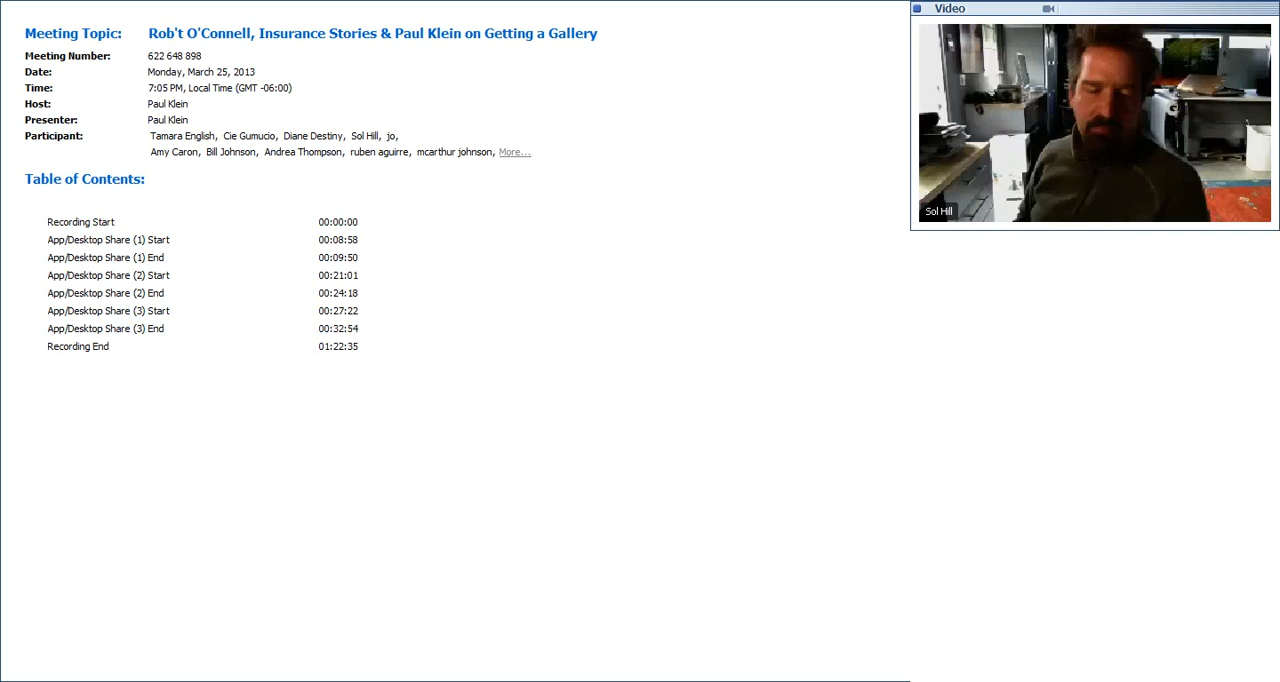 Video
Meeting Topic: Rob't O'Connell, Insurance Stories & Paul Klein on Getting a Gallery
Meeting Number: 622 648 898
Date: Monday, March 25, 2013
Time: 7:05 PM, Local Time (GMT -06:00)
Host: Paul Klein
Presenter: Paul Klein
Participant: Tamara English, Cie Gumucio, Diane Destiny, Sol Hill, jo,
Amy Caron, Bill Johnson, Andrea Thompson, ruben aguirre, mcarthur johnson, More...
Table of Contents:
Sol Hill
Recording Start 00:00:00
App/Desktop Share (1) Start 00:08:58
App/Desktop Share (1) End 00:09:50
App/Desktop Share (2) Start 00:21:01
App/Desktop Share (2) End 00:24:18
App/Desktop Share (3) Start 00:27:22
App/Desktop Share (3) End 00:32:54
Recording End 01:22:35